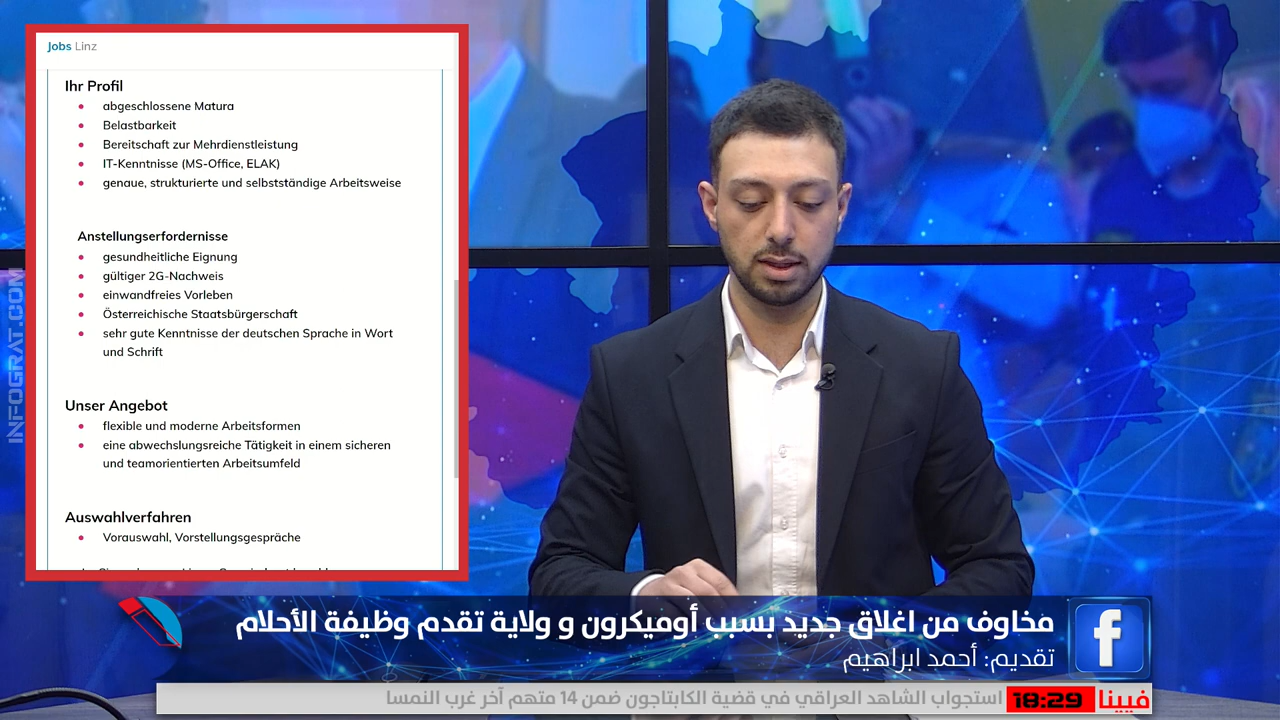 Jobs Linz
Ihr Profil
abgeschlossene Matura
Belastbarkeit
Bereitschaft zur Mehrdienstleistung
IT-Kenntnisse (MS-Office, ELAK)
genaue, strukturierte und selbstständige Arbeitsweise
Anstellungserfordernisse
gesundheitliche Eignung
gültiger 2G-Nachweis
einwandfreies Vorleben
Österreichische Staatsbürgerschaft
sehr gute Kenntnisse der deutschen Sprache in Wort
und Schrift
Unser Angebot
flexible und moderne Arbeitsformen
eine abwechslungsreiche Tätigkeit in einem sicheren
und teamorientierten Arbeitsumfeld
Auswahlverfahren
Vorauswahl, Vorstellungsgespräche
INFOGRAT.COM
مخاوف من اغلاق جديد بسبب أوميكرون و ولاية تقدم وظيفة الأحلام
تقديم: أحمد ابراهيم
فيينا 18:29 استجواب الشاهد العراقي في قضية الكابتاجون ضمن 14 متهم آخر غرب النمسا